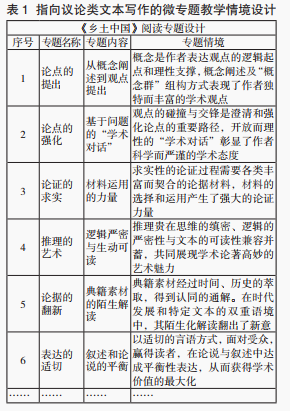 表 1 指向议论类文本写作的微专题教学情境设计
《乡土中国》阅读专题设计
序号 专题名称 专题内容 专题情境
1 论点的提出 从概念阐述到观点提出 概念是作者表达观点的逻辑起点和理性支撑，概念阐述及“概念群”组构方式表现了作者独特而丰富的学术观点
2 论点的强化 基于问题的“学术对话” 观点的碰撞与交锋是澄清和强化论点的重要路径，开放而理性的“学术对话”彰显了作者科学而严谨的学术态度
3 论证的求实 材料运用的力量 求实性的论证过程需要各类丰富而契合的论据材料，材料的选择和运用产生了强大的论证力量
4 推理的艺术 逻辑严密与生动可读 推理贵在思维的缜密、逻辑的严密性与文本的可读性兼容并蓄，共同展现学术论著高妙的艺术魅力
5 论据的翻新 典籍素材的陌生解读 典籍素材经过时间、历史的萃取，得到认同的通解。在时代发展和特定文本的双重语境中，其陌生化解读翻出了新意
6 表达的适切 叙述和论说的平衡 以适切的言语方式，面对受众，赢得读者，在论说与叙述中达成平衡性表达，从而获得学术价值的最大化
…… …… …… ……